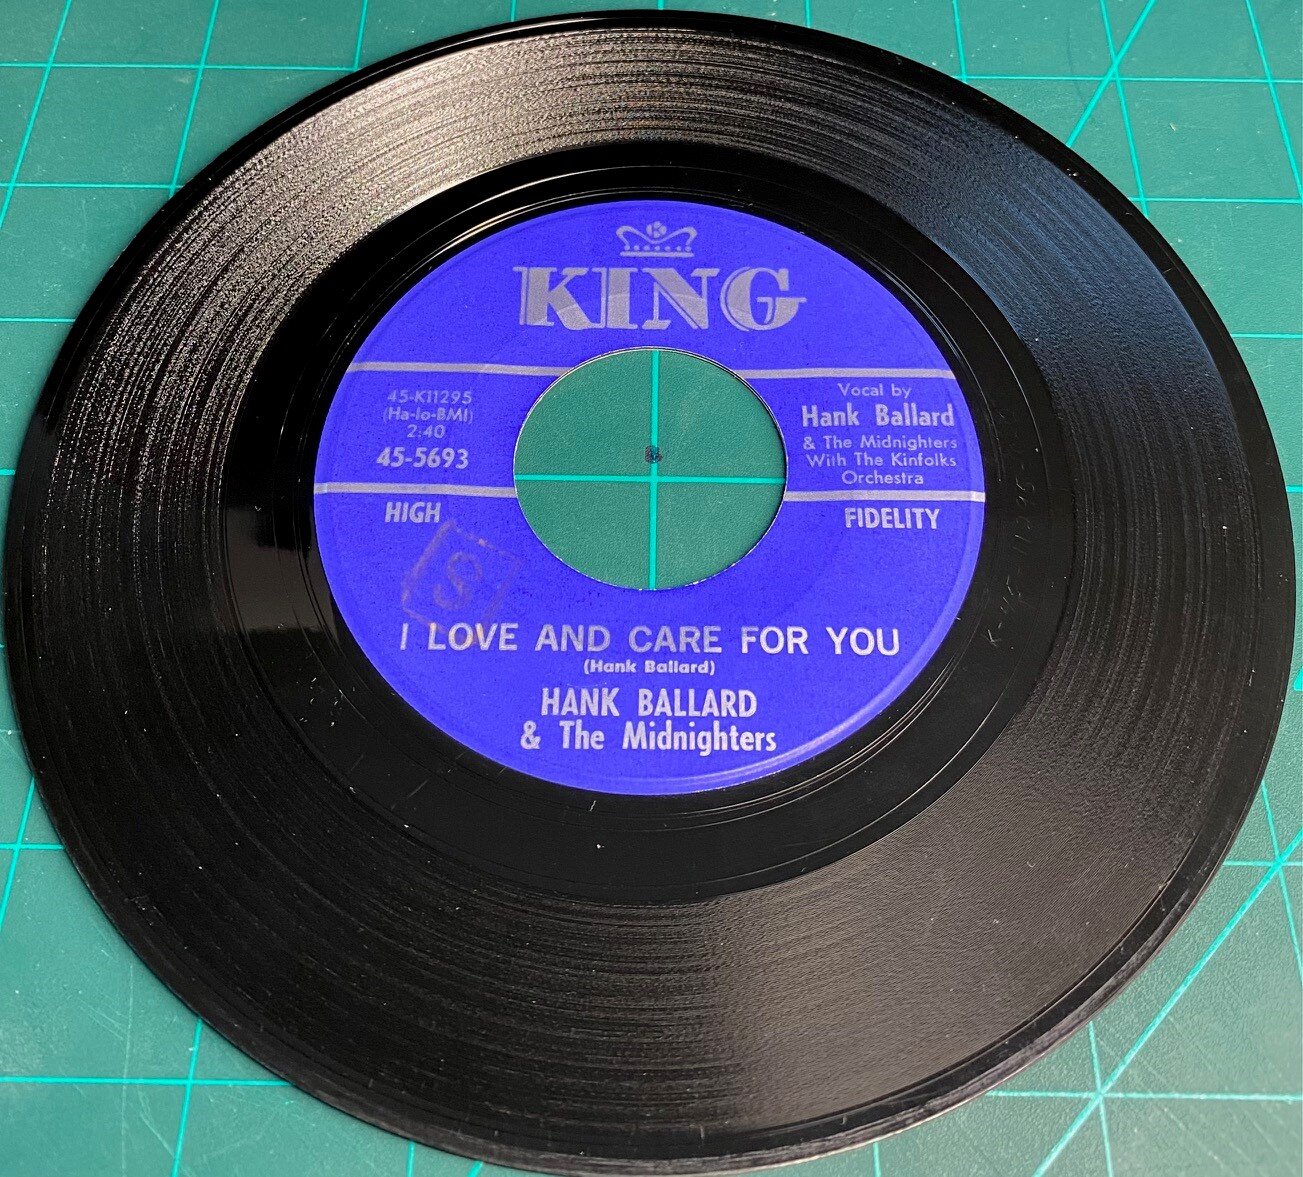 K
KING
45-K11295
(Ha-lo-BMI)
2:40
45-5693
Vocal by
Hank Ballard
& The Midnighters
With The Kinfolks
Orchestra
HIGH
FIDELITY
S
I LOVE AND CARE FOR YOU
(Hank Ballard)
HANK BALLARD
& The Midnighters